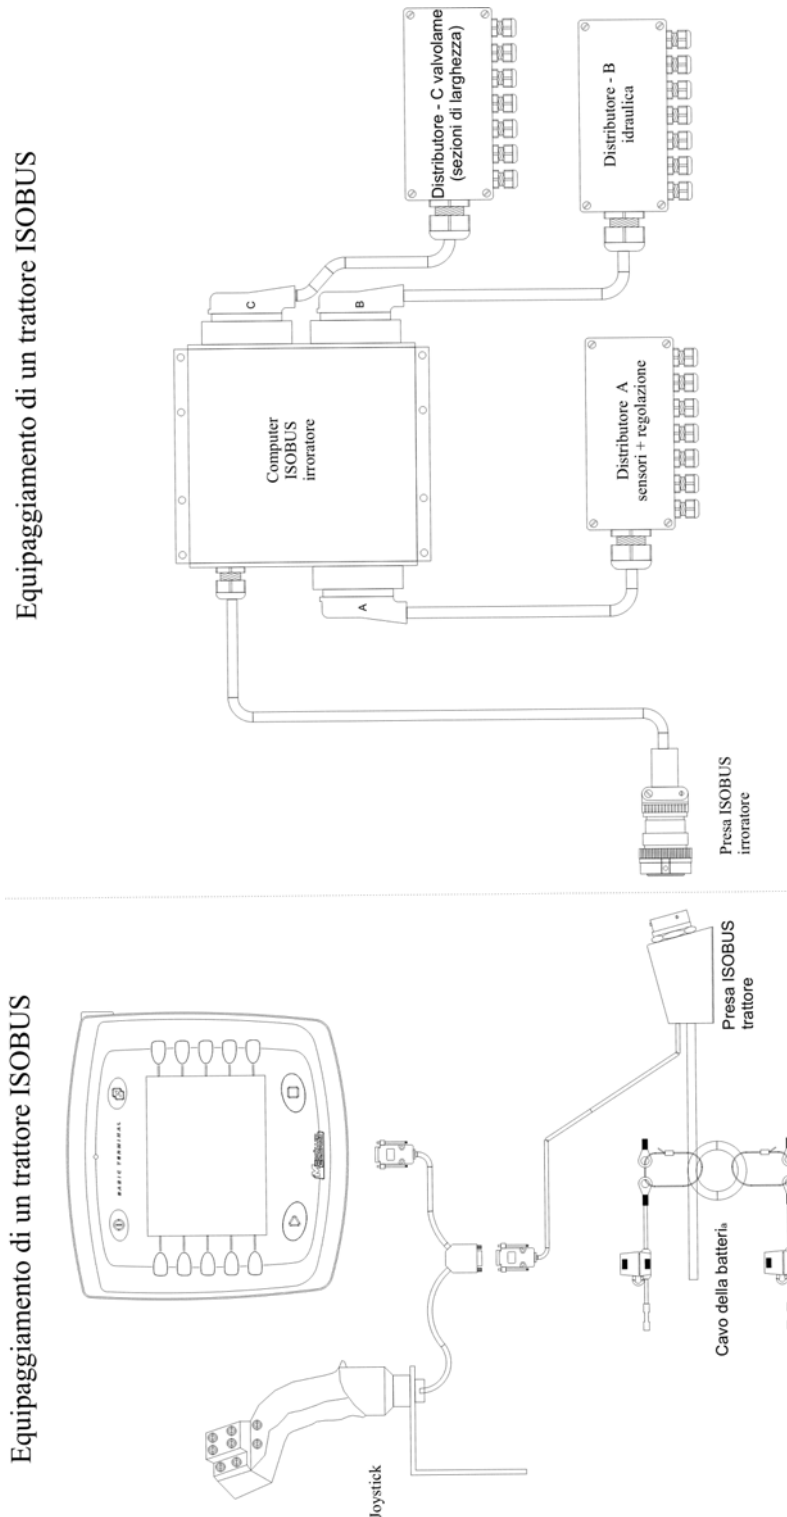 Equipaggiamento di un trattore ISOBUS
BASIC TERMINAL
Joystick
Cavo della batteria
Presa ISOBUS
trattore
Equipaggiamento di un trattore ISOBUS
Computer
ISOBUS
irroratore
C
B
A
Distributore - C valvolame
(sezioni di larghezza)
Distributore - B
idraulica
Distributore A
sensori + regolazione
Presa ISOBUS
irroratore